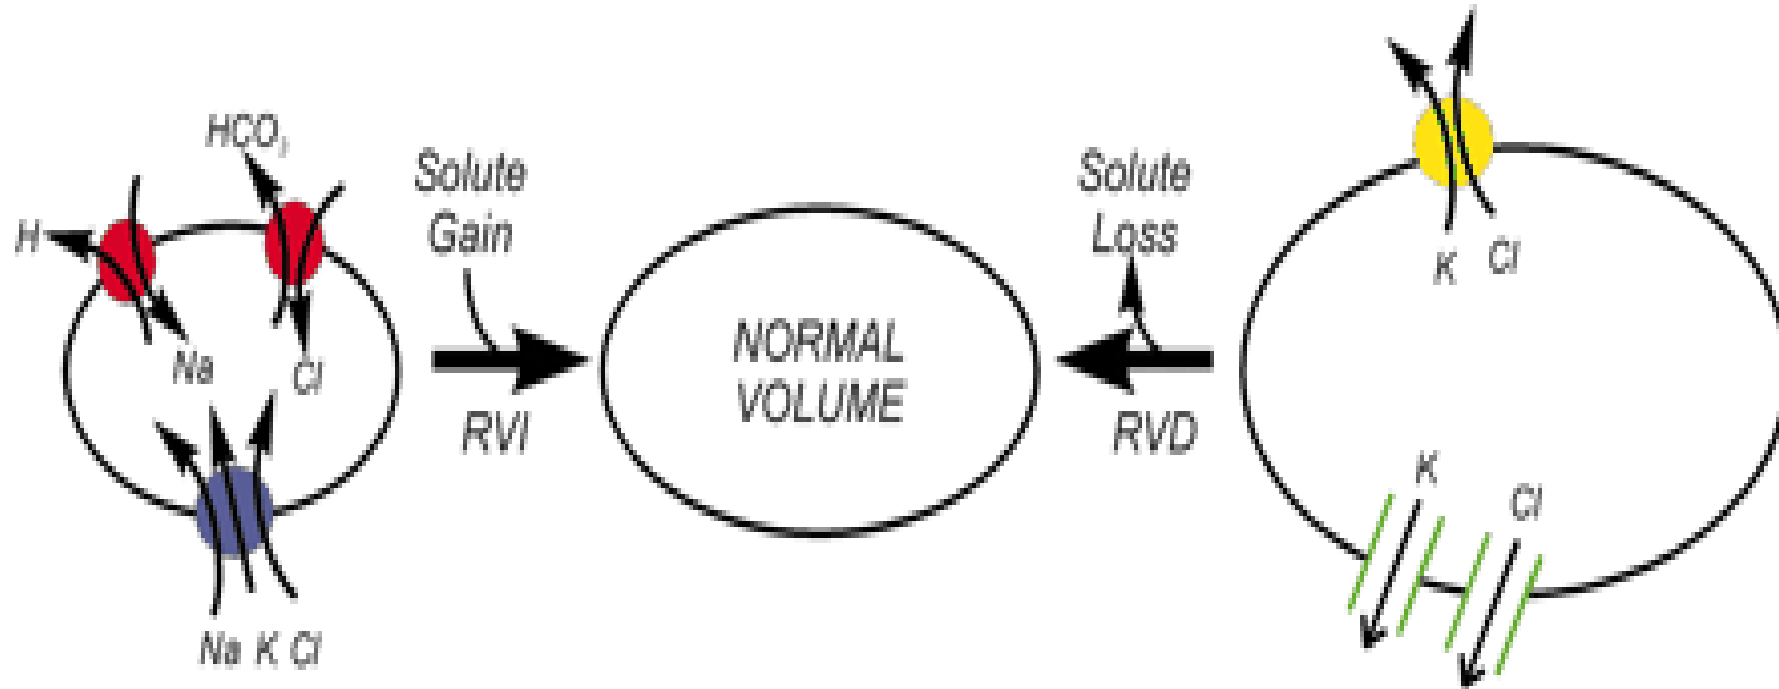 HCO3
H
Na
Cl
Na K Cl
Solute
Gain
RVI
NORMAL
VOLUME
Solute
Loss
RVD
K
Cl
K
Cl